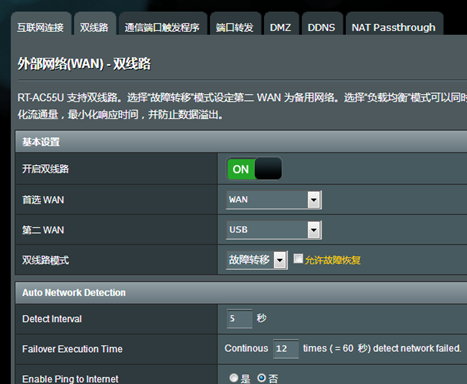 互联网连接 双线路 通信端口触发程序 端口转发 DMZ DDNS NAT Passthrough
外部网络(WAN) - 双线路
RT-AC55U 支持双线路。选择“故障转移”模式设定第二 WAN 为备用网络。选择“负载均衡”模式可以同时
化流通量，最小化响应时间，并防止数据溢出。
基本设置
开启双线路 ON
首选 WAN WAN
第二 WAN USB
双线路模式 故障转移 允许故障恢复
Auto Network Detection
Detect Interval 5 秒
Failover Execution Time Continous 12 times ( = 60 秒) detect network failed.
Enable Ping to Internet 是 否